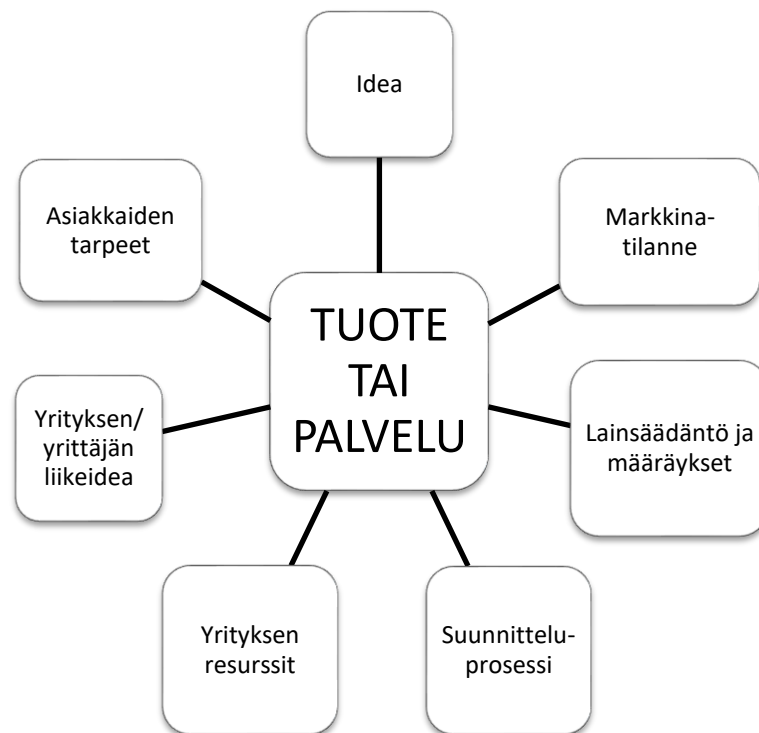 Idea
Markkina-
tilanne
Lainsäädäntö ja
määräykset
Suunnittelu-
prosessi
Yrityksen
resurssit
Yrityksen/
yrittäjän
liikeidea
Asiakkaiden
tarpeet
TUOTE
TAI
PALVELU